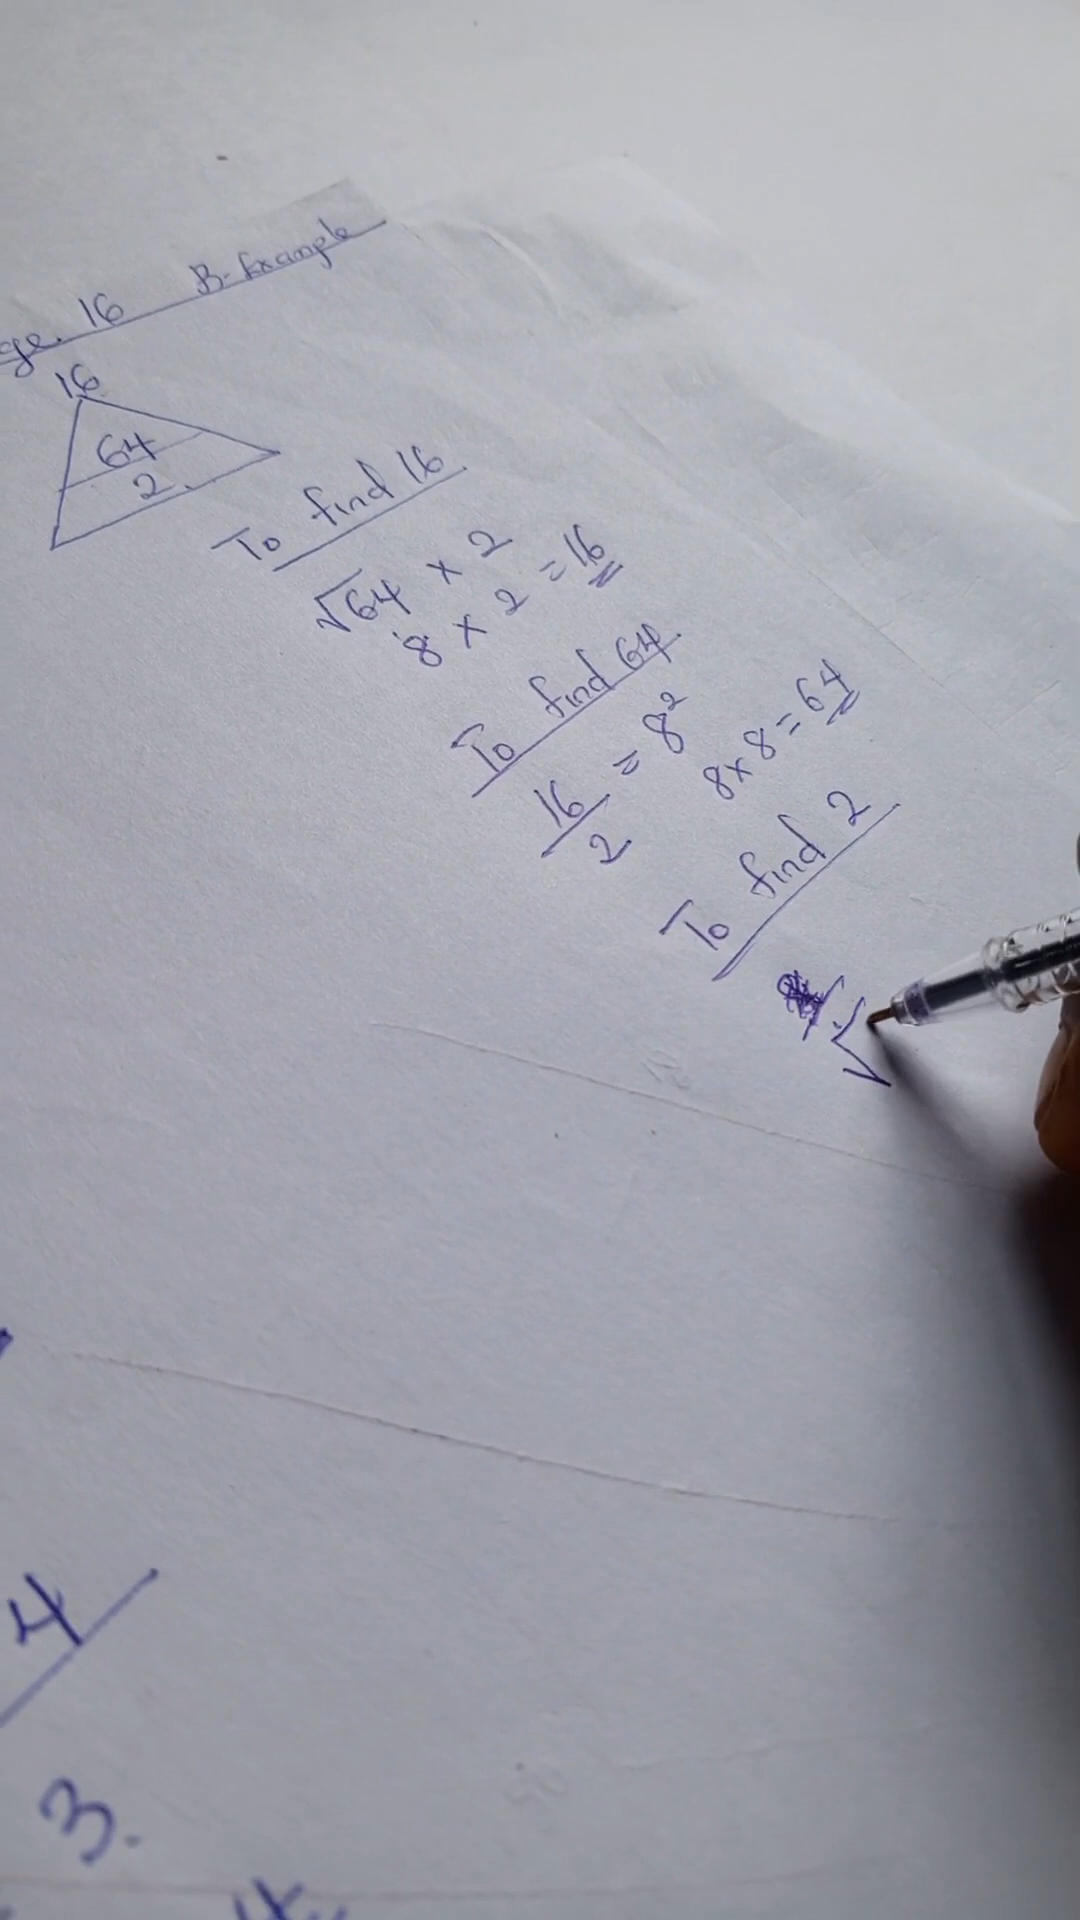 16 B- Example
16
64
2
To find 16
√64 × 2
8 × 2 = 16
To find 64
16/2 = 8²
8×8 = 64
To find 2
√
4
3.